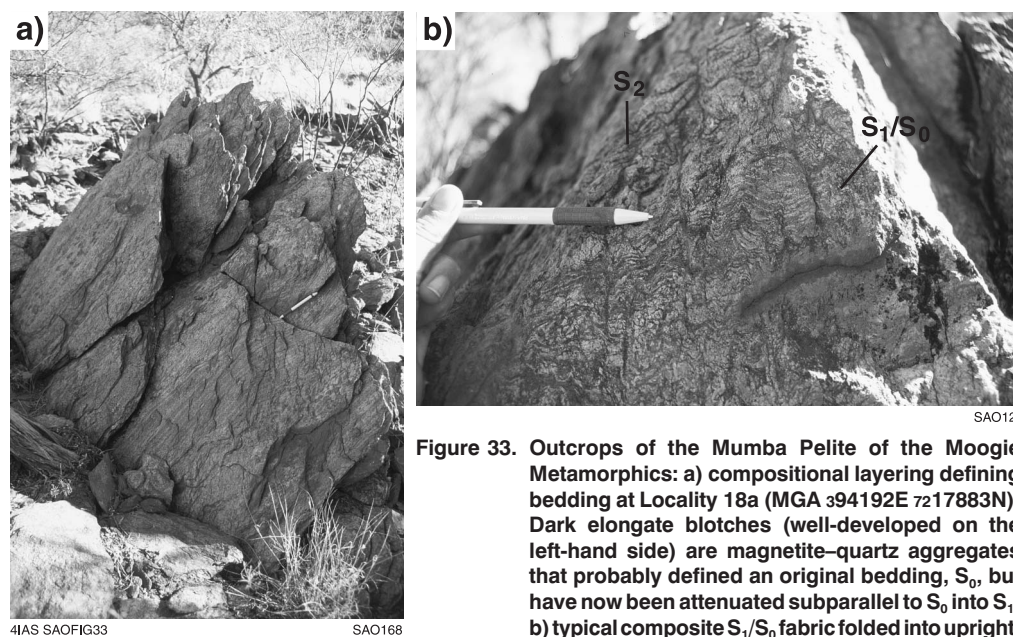 a)
b)
S2
S1/S0
SAO12
4IAS SAOFIG33
SAO168
Figure 33. Outcrops of the Mumba Pelite of the Moogie
Metamorphics: a) compositional layering defining
bedding at Locality 18a (MGA 394192E 7217883N)
Dark elongate blotches (well-developed on the
left-hand side) are magnetite–quartz aggregates
that probably defined an original bedding, S0, bu
have now been attenuated subparallel to S0 into S1
b) typical composite S1/S0 fabric folded into upright